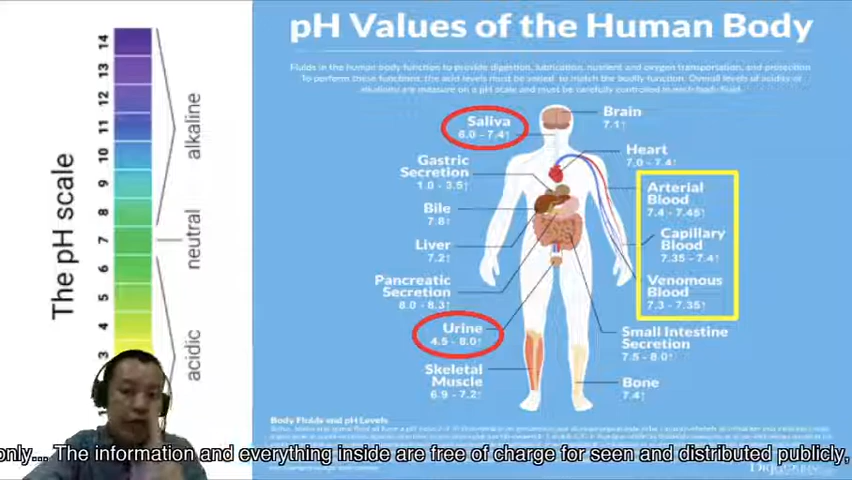 pH Values of the Human Body
Fluids in the human body function to provide digestion, lubrication, nutrient and oxygen transportation, and protection
To perform these functions, the acid levels must be varied to match the bodily function. Overall levels of acidity or
alkalinity are measure on a pH scale and must be carefully controlled in each body fluid.
The pH scale
14
13
12
11
10
9
8
7
6
5
4
3
alkaline
neutral
acidic
Saliva
6.0 - 7.4↑
Gastric
Secretion
1.0 - 3.5↑
Bile
7.8↑
Liver
7.2↑
Pancreatic
Secretion
8.0 - 8.3↑
Urine
4.5 - 8.0↑
Skeletal
Muscle
6.9 - 7.2↑
Brain
7.1↑
Heart
7.0 - 7.4↑
Arterial
Blood
7.4 - 7.45↑
Capillary
Blood
7.35 - 7.4↑
Venomous
Blood
7.3 - 7.35↑
Small Intestine
Secretion
7.5 - 8.0↑
Bone
7.4↑
Body Fluids and pH Levels
only... The information and everything inside are free of charge for seen and distributed publicly,